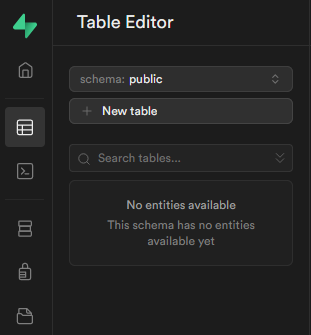 Table Editor
schema: public
New table
Search tables...
No entities available
This schema has no entities
available yet